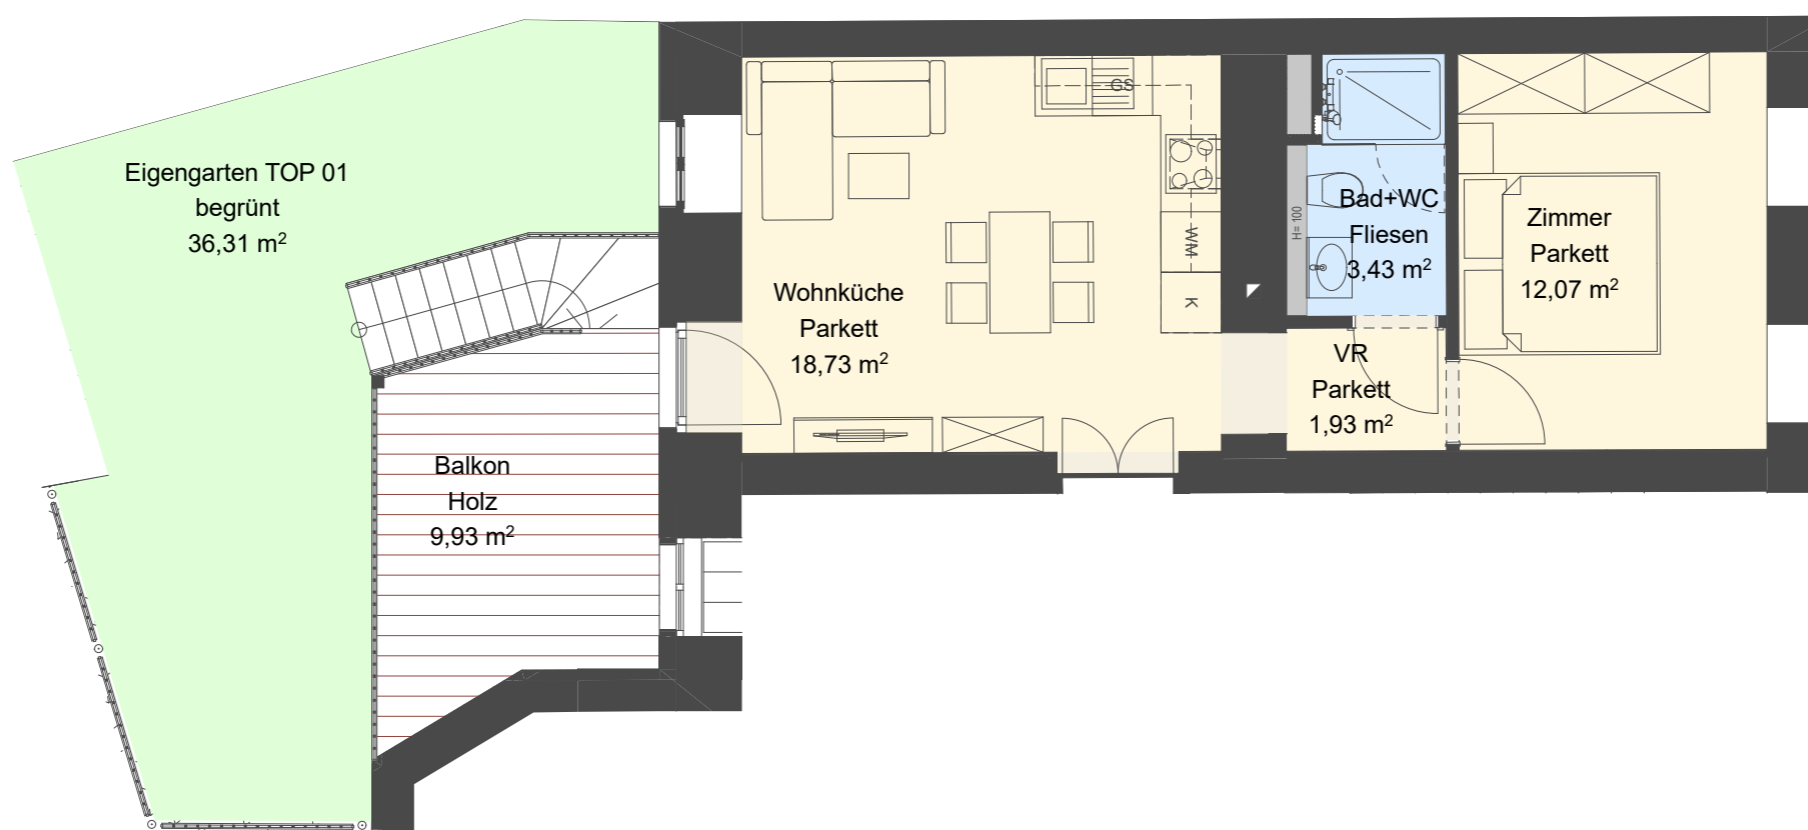 Eigengarten TOP 01
begrünt
36,31 m²
Balkon
Holz
9,93 m²
Wohnküche
Parkett
18,73 m²
GS
WM
K
H= 100
Bad+WC
Fliesen
3,43 m²
VR
Parkett
1,93 m²
Zimmer
Parkett
12,07 m²